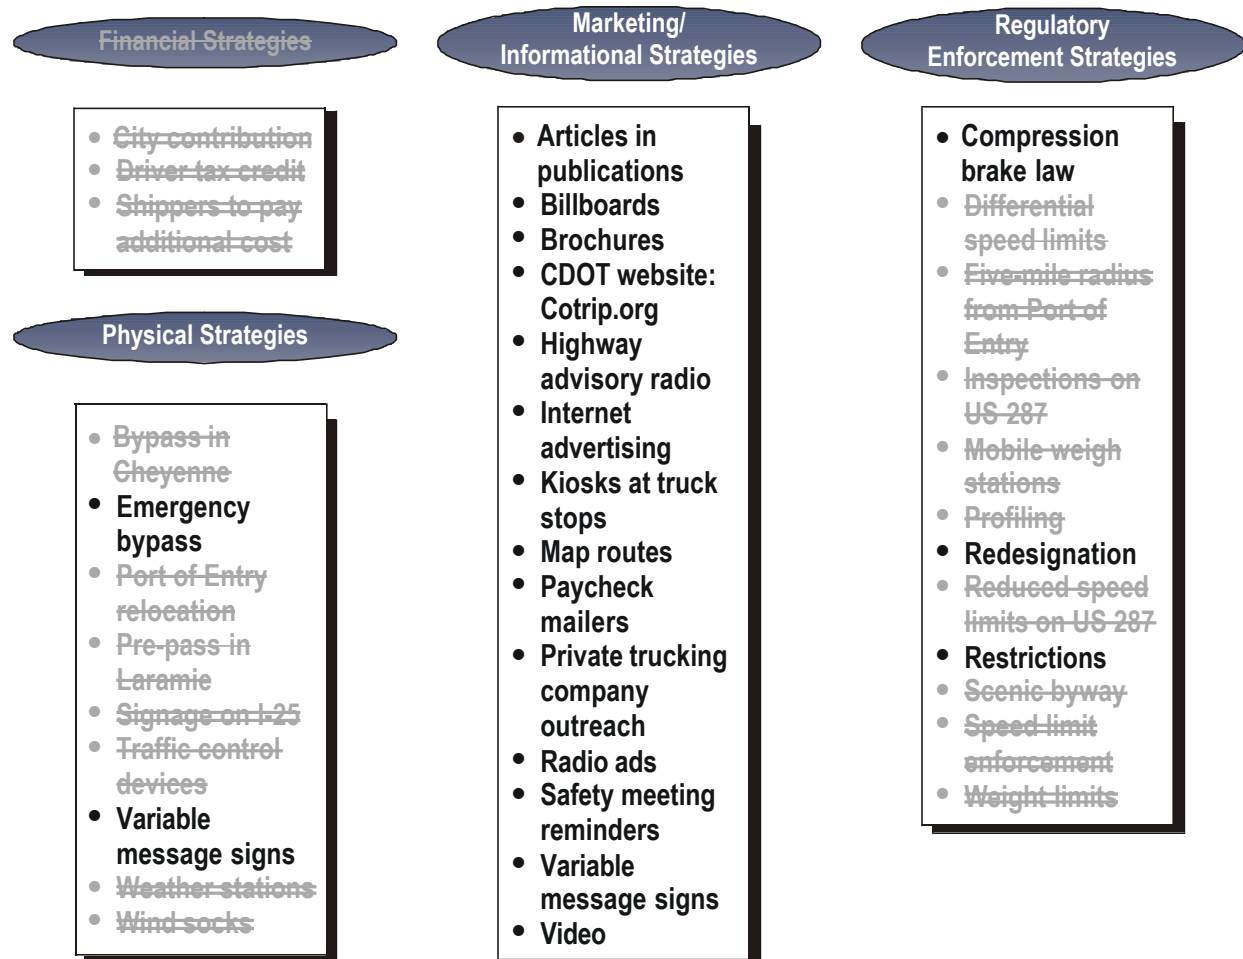 Financial Strategies
• City contribution
• Driver tax credit
• Shippers to pay
additional cost
Physical Strategies
• Bypass in
Cheyenne
• Emergency
bypass
• Port of Entry
relocation
• Pre-pass in
Laramie
• Signage on I-25
• Traffic control
devices
• Variable
message signs
• Weather stations
• Wind socks
Marketing/
Informational Strategies
• Articles in
publications
• Billboards
• Brochures
• CDOT website:
Cotrip.org
• Highway
advisory radio
• Internet
advertising
• Kiosks at truck
stops
• Map routes
• Paycheck
mailers
• Private trucking
company
outreach
• Radio ads
• Safety meeting
reminders
• Variable
message signs
• Video
Regulatory
Enforcement Strategies
• Compression
brake law
• Differential
speed limits
• Five-mile radius
from Port of
Entry
• Inspections on
US 287
• Mobile weigh
stations
• Profiling
• Redesignation
• Reduced speed
limits on US 287
• Restrictions
• Scenic byway
• Speed limit
enforcement
• Weight limits